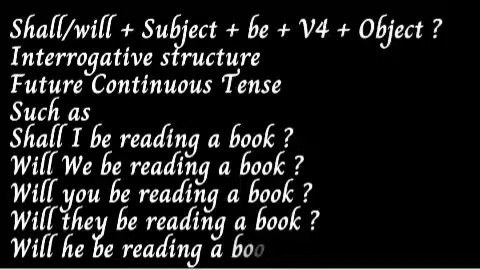 Shall/will + Subject + be + V4 + Object ?
Interrogative structure
Future Continuous Tense
Such as
Shall I be reading a book ?
Will We be reading a book ?
Will you be reading a book ?
Will they be reading a book ?
Will he be reading a boo